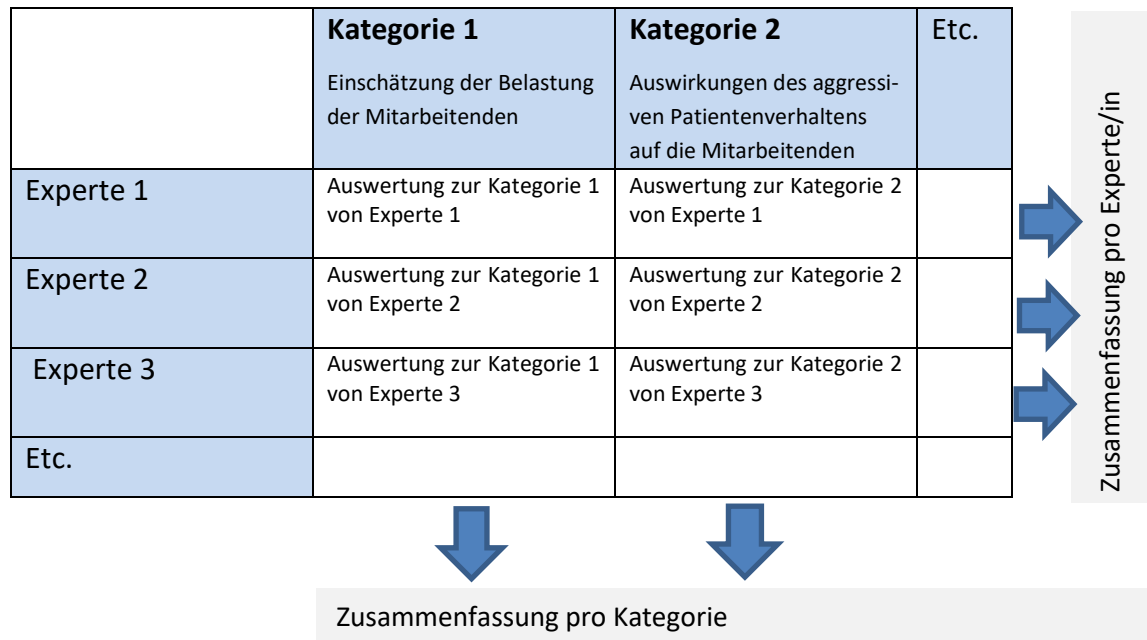 Kategorie 1
Kategorie 2
Etc.
Einschätzung der Belastung
der Mitarbeitenden
Auswirkungen des aggressi-
ven Patientenverhaltens
auf die Mitarbeitenden
Experte 1
Auswertung zur Kategorie 1
von Experte 1
Auswertung zur Kategorie 2
von Experte 1
Experte 2
Auswertung zur Kategorie 1
von Experte 2
Auswertung zur Kategorie 2
von Experte 2
Experte 3
Auswertung zur Kategorie 1
von Experte 3
Auswertung zur Kategorie 2
von Experte 3
Etc.
Zusammenfassung pro Experte/in
Zusammenfassung pro Kategorie